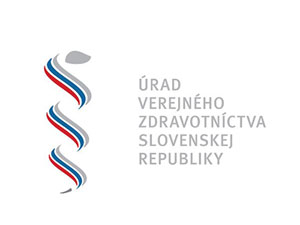 ÚRAD
VEREJNÉHO
ZDRAVOTNÍCTVA
SLOVENSKEJ
REPUBLIKY